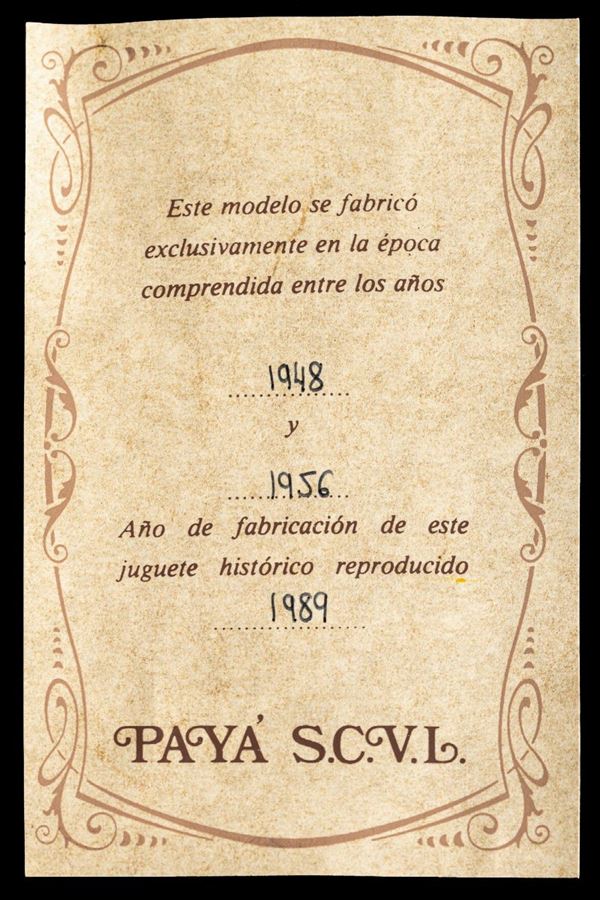 Este modelo se fabricó
exclusivamente en la época
comprendida entre los años
1948
y
1956
Año de fabricación de este
juguete histórico reproducido
1989
PAYÁ S.C.V.L.